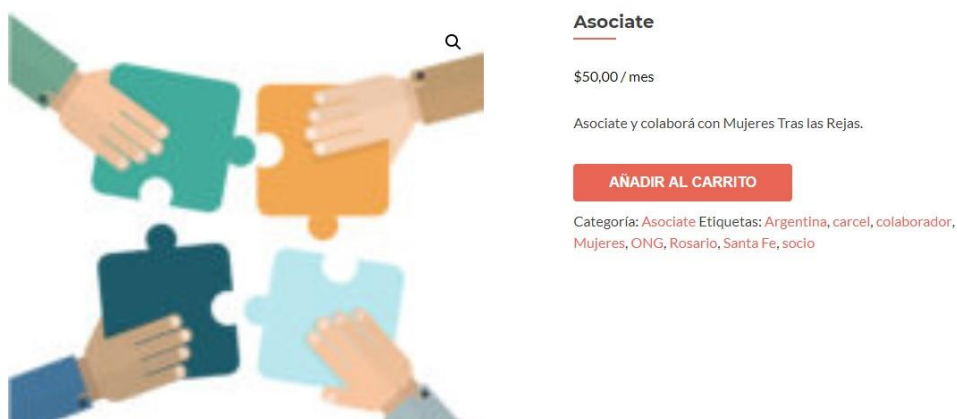 Asociate
$50,00 / mes
Asociate y colaborá con Mujeres Tras las Rejas.
AÑADIR AL CARRITO
Categoría: Asociate Etiquetas: Argentina, carcel, colaborador,
Mujeres, ONG, Rosario, Santa Fe, socio